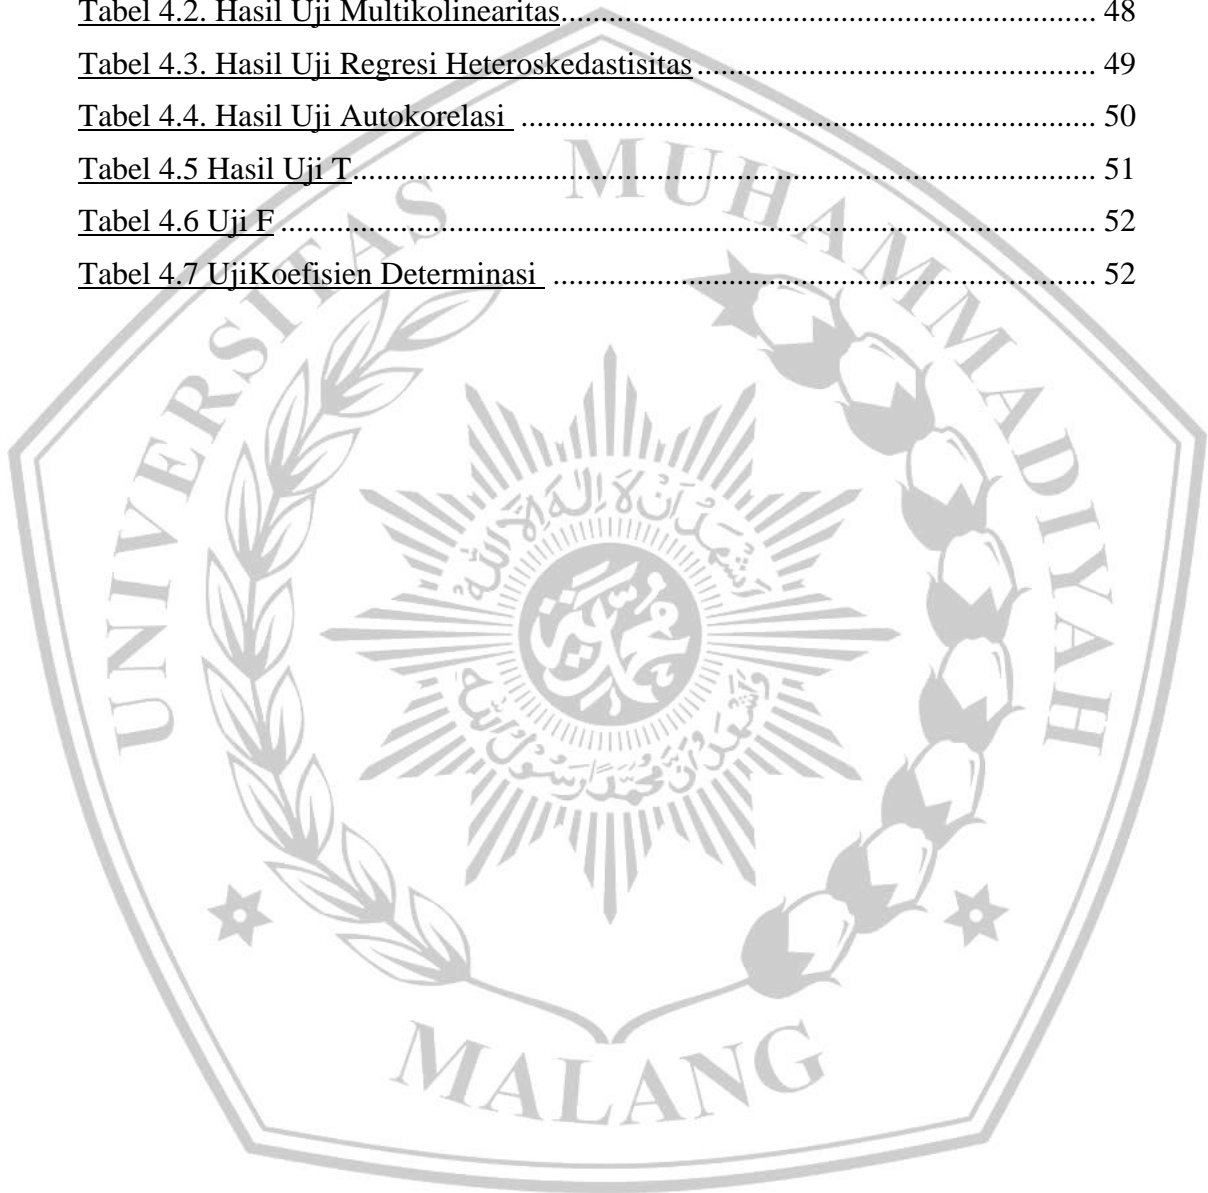 Tabel 4.2. Hasil Uji Multikolinearitas.................................................................. 48
Tabel 4.3. Hasil Uji Regresi Heteroskedastisitas.................................................. 49
Tabel 4.4. Hasil Uji Autokorelasi ........................................................................ 50
Tabel 4.5 Hasil Uji T............................................................................................ 51
Tabel 4.6 Uji F...................................................................................................... 52
Tabel 4.7 UjiKoefisien Determinasi .................................................................... 52
UNIVERSITAS MUHAMMADIYAH
MALANG